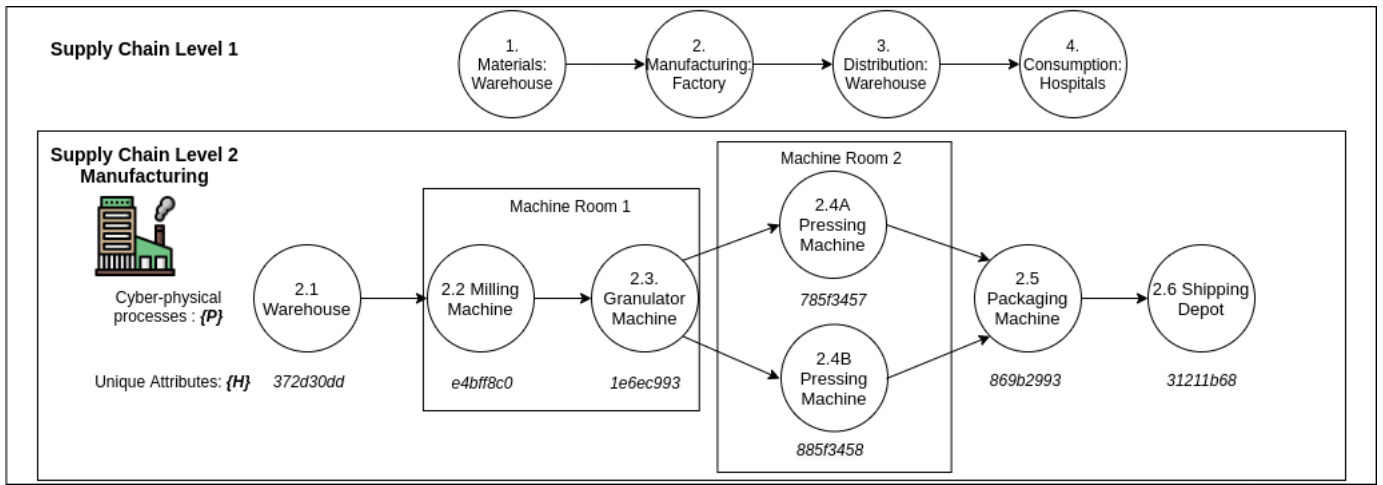 Supply Chain Level 1
1.
Materials:
Warehouse
2.
Manufacturing:
Factory
3.
Distribution:
Warehouse
4.
Consumption:
Hospitals
Supply Chain Level 2
Manufacturing
Machine Room 1
Machine Room 2
Cyber-physical
processes : {P}
2.1
Warehouse
2.2 Milling
Machine
2.3.
Granulator
Machine
2.4A
Pressing
Machine
785f3457
2.4B
Pressing
Machine
885f3458
2.5
Packaging
Machine
2.6 Shipping
Depot
Unique Attributes: {H}
372d30dd
e4bff8c0
1e6ec993
869b2993
31211b68